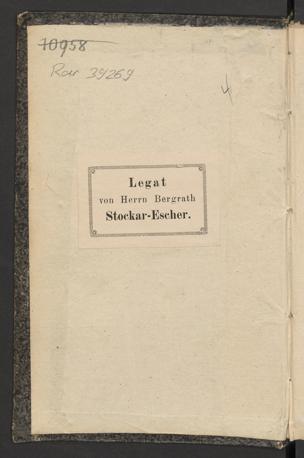 10958
Rar 39269
Legat
von Herrn Bergrath
Stockar-Escher.